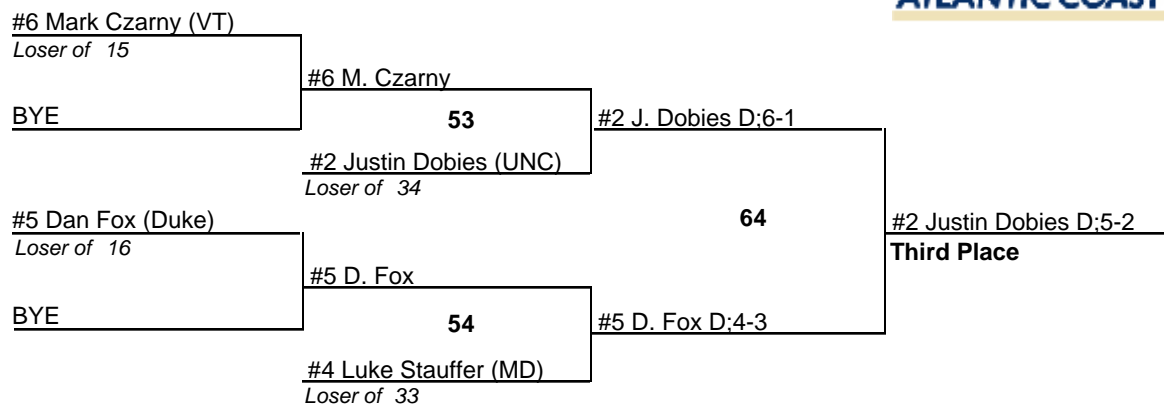 ATLANTIC COAST
#6 Mark Czarny (VT)
Loser of 15
#6 M. Czarny
BYE
53
#2 J. Dobies D;6-1
#2 Justin Dobies (UNC)
Loser of 34
#5 Dan Fox (Duke)
64
#2 Justin Dobies D;5-2
Loser of 16
Third Place
#5 D. Fox
BYE
54
#5 D. Fox D;4-3
#4 Luke Stauffer (MD)
Loser of 33